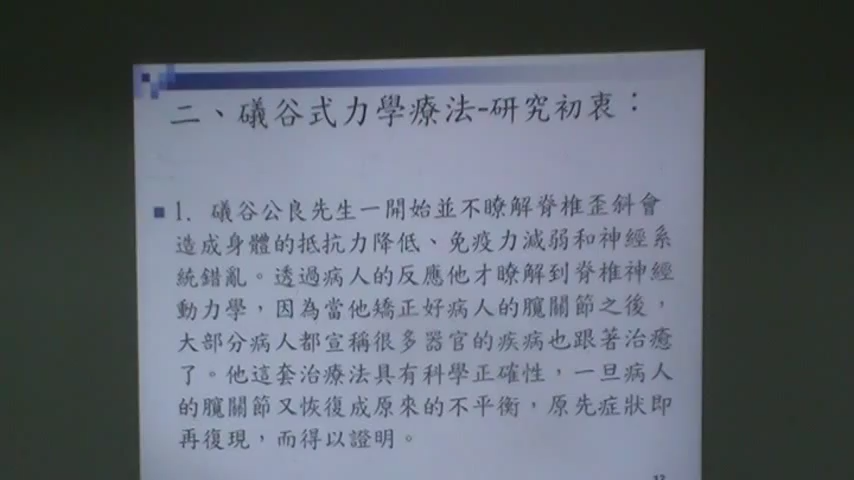 二、礒谷式力學療法-研究初衷：
1. 礒谷公良先生一開始並不瞭解脊椎歪斜會
造成身體的抵抗力降低、免疫力減弱和神經系
統錯亂。透過病人的反應他才瞭解到脊椎神經
動力學，因為當他矯正好病人的髖關節之後，
大部分病人都宣稱很多器官的疾病也跟著治癒
了。他這套治療法具有科學正確性，一旦病人
的髖關節又恢復成原來的不平衡，原先症狀即
再復現，而得以證明。